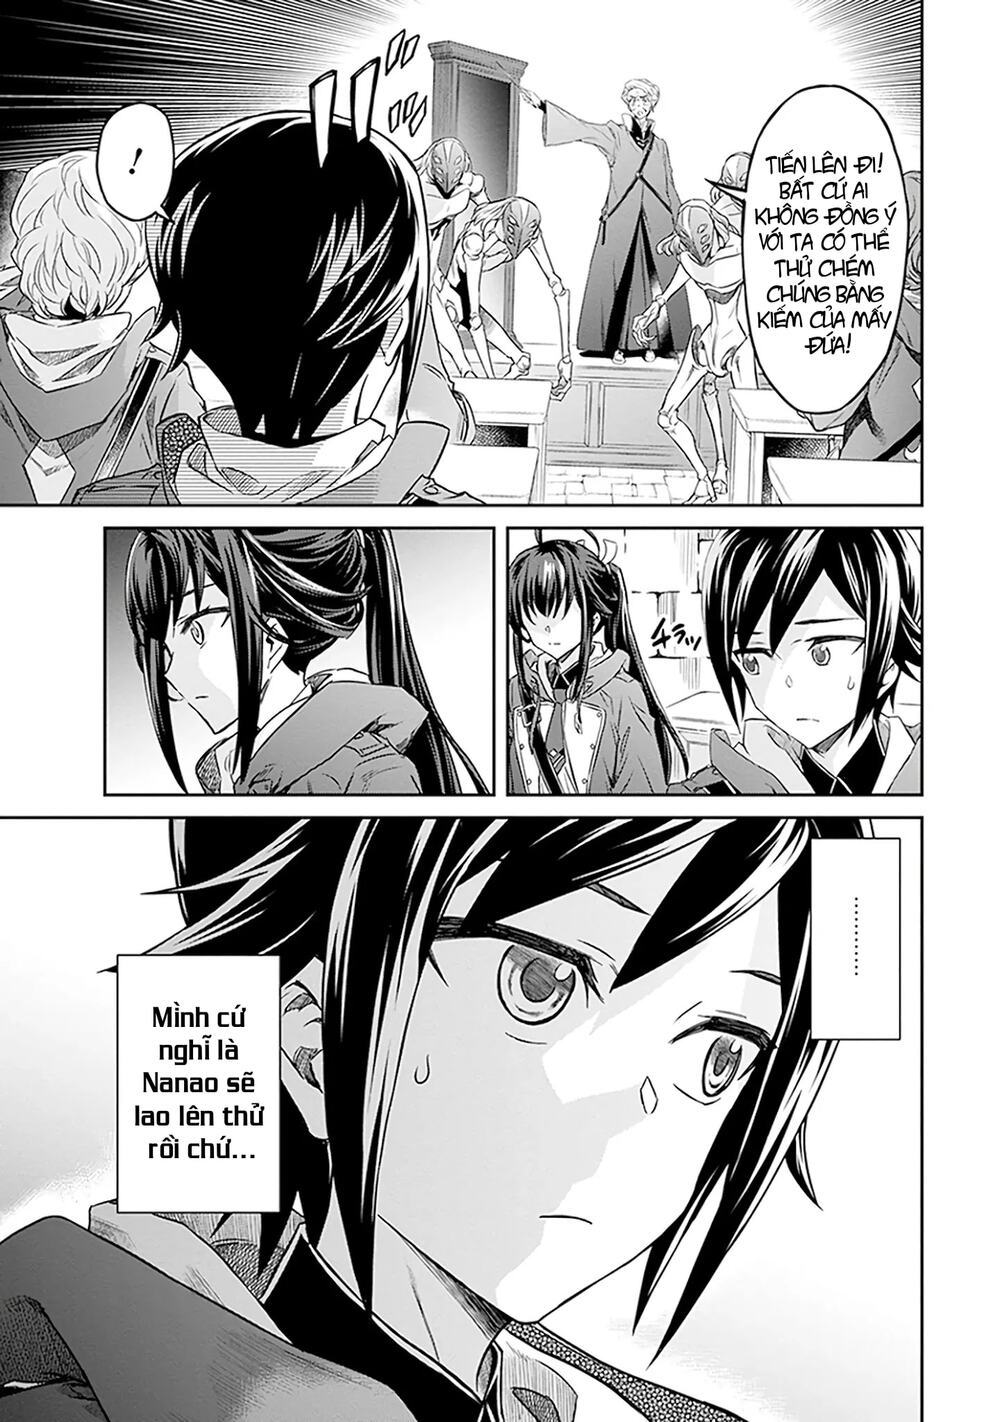 TIẾN LÊN ĐI!
BẤT CỨ AI
KHÔNG ĐỒNG Ý
VỚI TA CÓ THỂ
THỬ CHÉM
CHÚNG BẰNG
KIẾM CỦA MẤY
ĐỨA!
!
チラッ
............
Mình cứ
nghĩ là
Nanao sẽ
lao lên thử
rồi chứ...